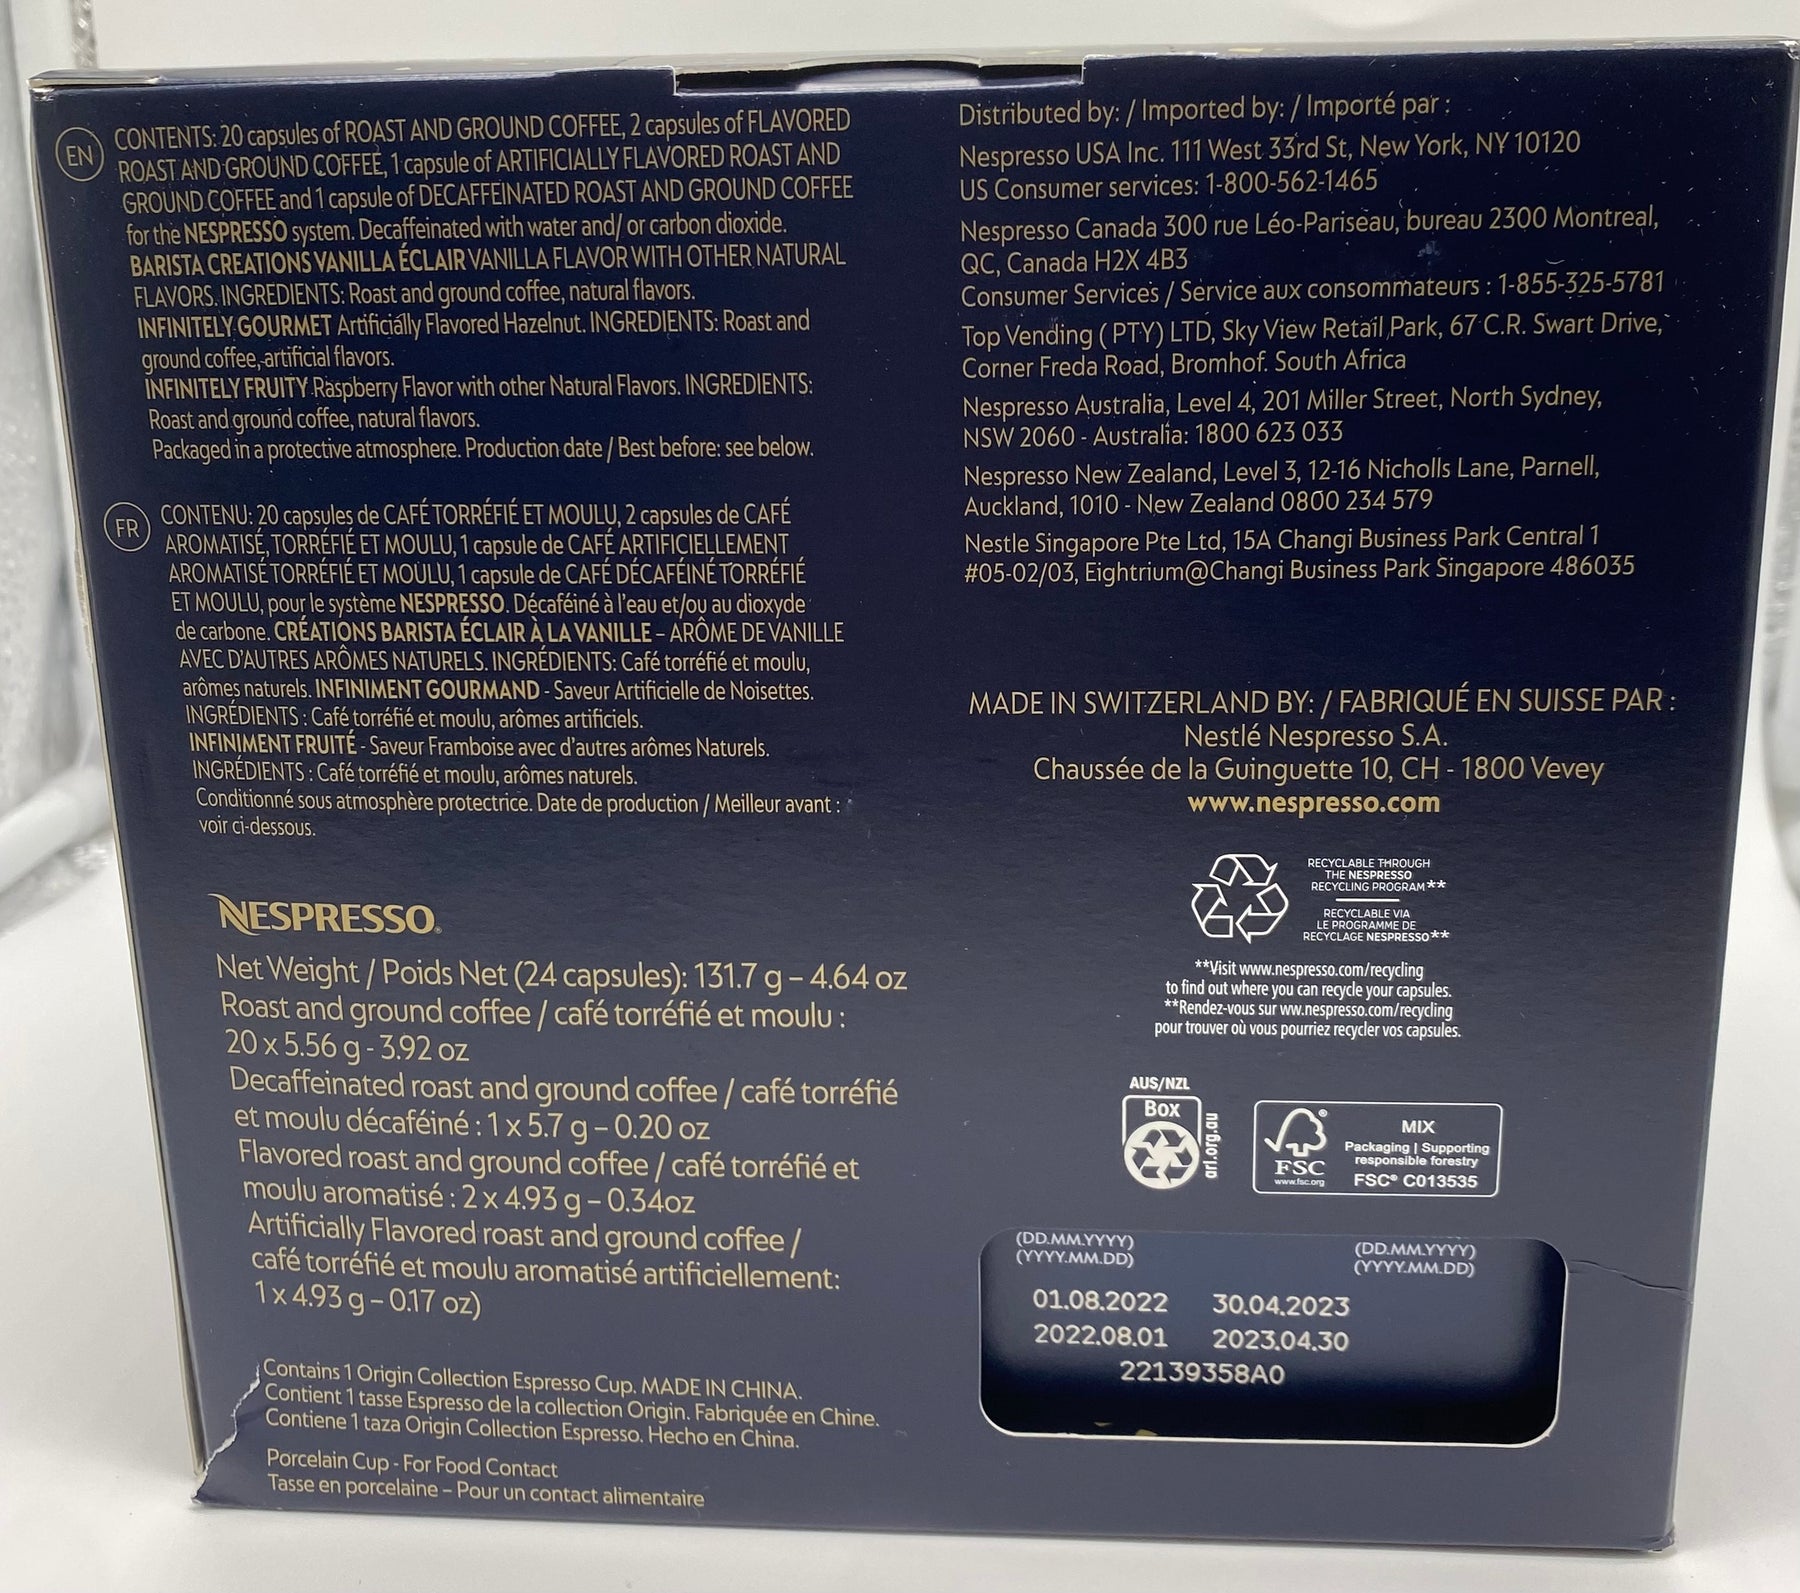 EN
CONTENTS: 20 capsules of ROAST AND GROUND COFFEE, 2 capsules of FLAVORED
ROAST AND GROUND COFFEE, 1 capsule of ARTIFICIALLY FLAVORED ROAST AND
GROUND COFFEE and 1 capsule of DECAFFEINATED ROAST AND GROUND COFFEE
for the NESPRESSO system. Decaffeinated with water and/ or carbon dioxide.
BARISTA CREATIONS VANILLA ÉCLAIR VANILLA FLAVOR WITH OTHER NATURAL
FLAVORS. INGREDIENTS: Roast and ground coffee, natural flavors.
INFINITELY GOURMET Artificially Flavored Hazelnut. INGREDIENTS: Roast and
ground coffee, artificial flavors.
INFINITELY FRUITY Raspberry Flavor with other Natural Flavors. INGREDIENTS:
Roast and ground coffee, natural flavors.
Packaged in a protective atmosphere. Production date / Best before: see below.
FR
CONTENU: 20 capsules de CAFÉ TORRÉFIÉ ET MOULU, 2 capsules de CAFÉ
AROMATISÉ, TORRÉFIÉ ET MOULU, 1 capsule de CAFÉ ARTIFICIELLEMENT
AROMATISÉ TORRÉFIÉ ET MOULU, 1 capsule de CAFÉ DÉCAFÉINÉ TORRÉFIÉ
ET MOULU, pour le système NESPRESSO. Décaféiné à l'eau et/ou au dioxyde
de carbone. CRÉATIONS BARISTA ÉCLAIR À LA VANILLE – ARÔME DE VANILLE
AVEC D'AUTRES ARÔMES NATURELS. INGRÉDIENTS: Café torréfié et moulu,
arômes naturels. INFINIMENT GOURMAND - Saveur Artificielle de Noisettes.
INGRÉDIENTS : Café torréfié et moulu, arômes artificiels.
INFINIMENT FRUITÉ - Saveur Framboise avec d'autres arômes Naturels.
INGRÉDIENTS : Café torréfié et moulu, arômes naturels.
Conditionné sous atmosphère protectrice. Date de production / Meilleur avant :
voir ci-dessous.
NESPRESSO®
Net Weight / Poids Net (24 capsules): 131.7 g – 4.64 oz
Roast and ground coffee / café torréfié et moulu :
20 x 5.56 g - 3.92 oz
Decaffeinated roast and ground coffee / café torréfié
et moulu décaféiné : 1 x 5.7 g – 0.20 oz
Flavored roast and ground coffee / café torréfié et
moulu aromatisé : 2 x 4.93 g – 0.34oz
Artificially Flavored roast and ground coffee /
café torréfié et moulu aromatisé artificiellement:
1 x 4.93 g – 0.17 oz)
Contains 1 Origin Collection Espresso Cup. MADE IN CHINA.
Contient 1 tasse Espresso de la collection Origin. Fabriquée en Chine.
Contiene 1 taza Origin Collection Espresso. Hecho en China.
Porcelain Cup - For Food Contact
Tasse en porcelaine – Pour un contact alimentaire
Distributed by: / Imported by: / Importé par :
Nespresso USA Inc. 111 West 33rd St, New York, NY 10120
US Consumer services: 1-800-562-1465
Nespresso Canada 300 rue Léo-Pariseau, bureau 2300 Montreal,
QC, Canada H2X 4B3
Consumer Services / Service aux consommateurs : 1-855-325-5781
Top Vending ( PTY) LTD, Sky View Retail Park, 67 C.R. Swart Drive,
Corner Freda Road, Bromhof. South Africa
Nespresso Australia, Level 4, 201 Miller Street, North Sydney,
NSW 2060 - Australia: 1800 623 033
Nespresso New Zealand, Level 3, 12-16 Nicholls Lane, Parnell,
Auckland, 1010 - New Zealand 0800 234 579
Nestle Singapore Pte Ltd, 15A Changi Business Park Central 1
#05-02/03, Eightrium@Changi Business Park Singapore 486035
MADE IN SWITZERLAND BY: / FABRIQUÉ EN SUISSE PAR :
Nestlé Nespresso S.A.
Chaussée de la Guinguette 10, CH - 1800 Vevey
www.nespresso.com
RECYCLABLE THROUGH
THE NESPRESSO
RECYCLING PROGRAM**
RECYCLABLE VIA
LE PROGRAMME DE
RECYCLAGE NESPRESSO**
**Visit www.nespresso.com/recycling
to find out where you can recycle your capsules.
**Rendez-vous sur ww.nespresso.com/recycling
pour trouver où vous pourriez recycler vos capsules.
AUS/NZL
Box
arl.org.au
FSC
www.fsc.org
MIX
Packaging | Supporting
responsible forestry
FSC® C013535
(DD.MM.YYYY) (DD.MM.YYYY)
(YYYY.MM.DD) (YYYY.MM.DD)
01.08.2022 30.04.2023
2022.08.01 2023.04.30
22139358A0